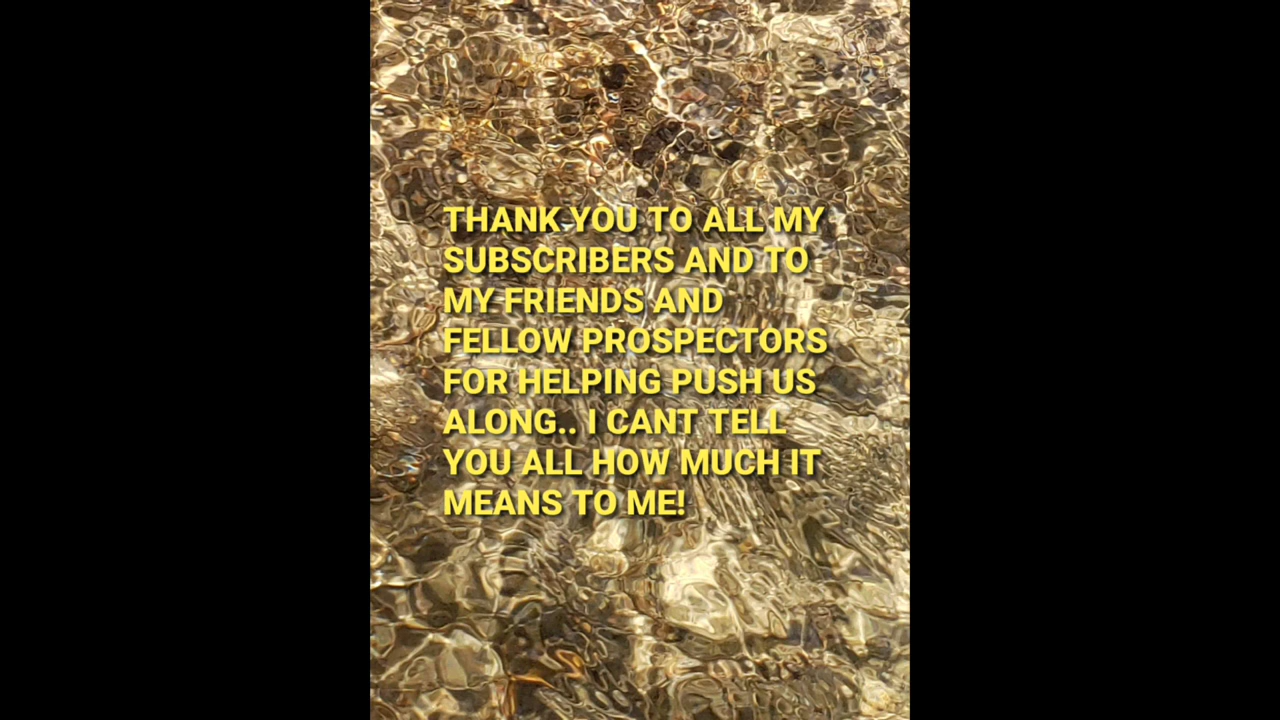 THANK YOU TO ALL MY
SUBSCRIBERS AND TO
MY FRIENDS AND
FELLOW PROSPECTORS
FOR HELPING PUSH US
ALONG.. I CANT TELL
YOU ALL HOW MUCH IT
MEANS TO ME!